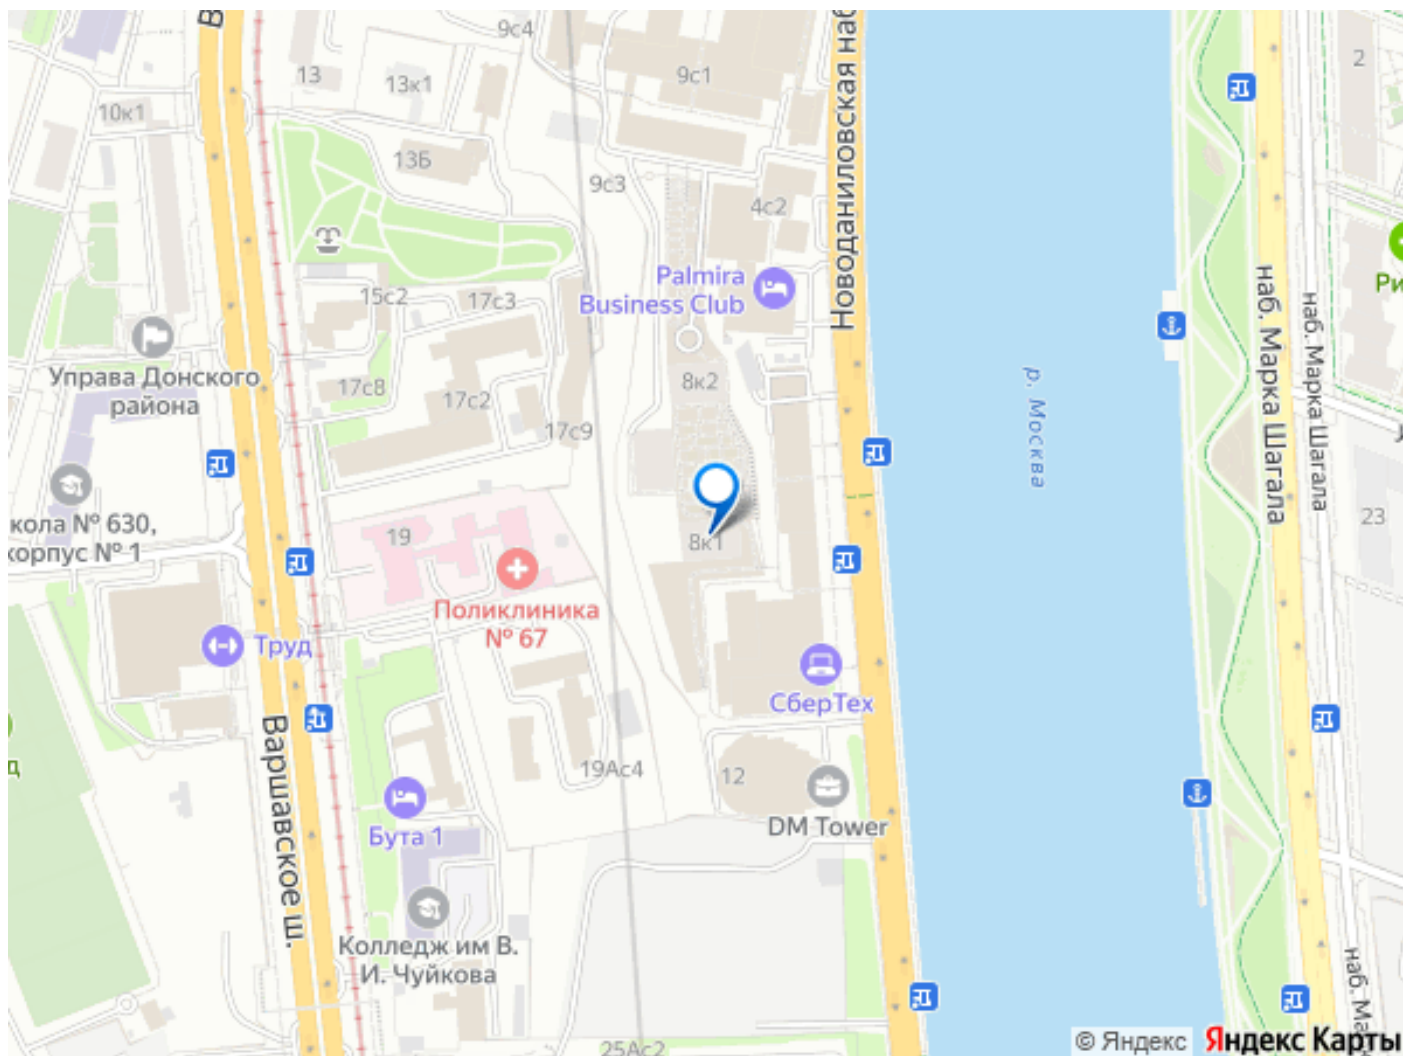 В
9с4
Новоданиловская наб
2
13
13к1
9с1
10к1
13Б
9с3
4с2
Palmira
Business Club
наб. Марка Шагала
наб. Марка Шагала
Ри
15с2
17с3
Управа Донского
района
17с8
17с2
8к2
р. Москва
17с9
кола № 630,
корпус № 1
19
8к1
23
Поликлиника
№ 67
Труд
СберТех
Варшавское ш.
д
19Ас4
12
DM Tower
Бута 1
Колледж им В.
И. Чуйкова
наб. Ма
25Ас2
© Яндекс
Яндекс Карты